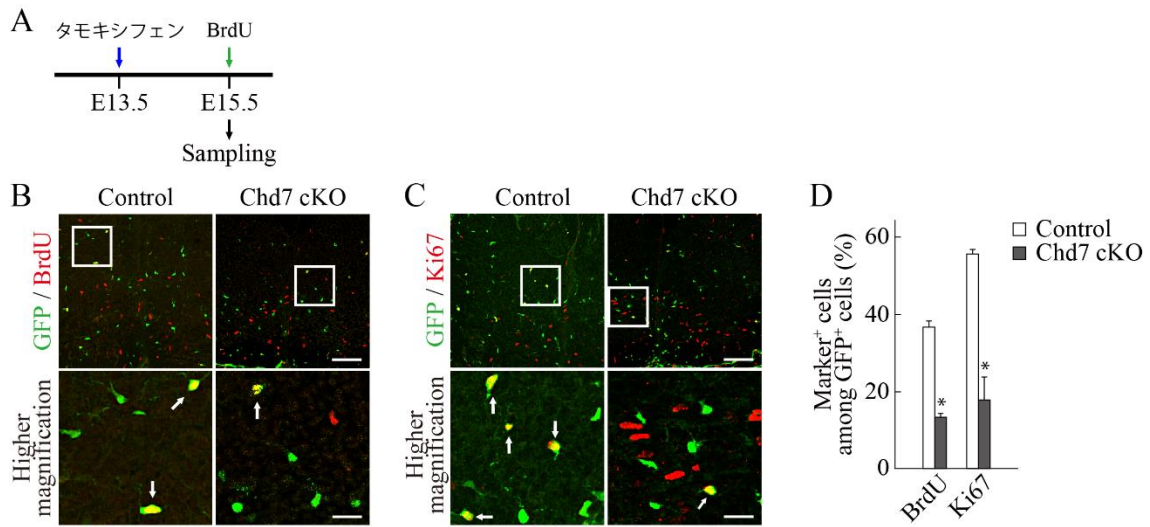 A
タモキシフェン
BrdU
E13.5
E15.5
Sampling
B
Control
Chd7 cKO
GFP / BrdU
Higher
magnification
C
Control
Chd7 cKO
GFP / Ki67
Higher
magnification
D
Control
Chd7 cKO
Marker+ cells
among GFP+ cells (%)
60
40
20
0
*
*
BrdU
Ki67